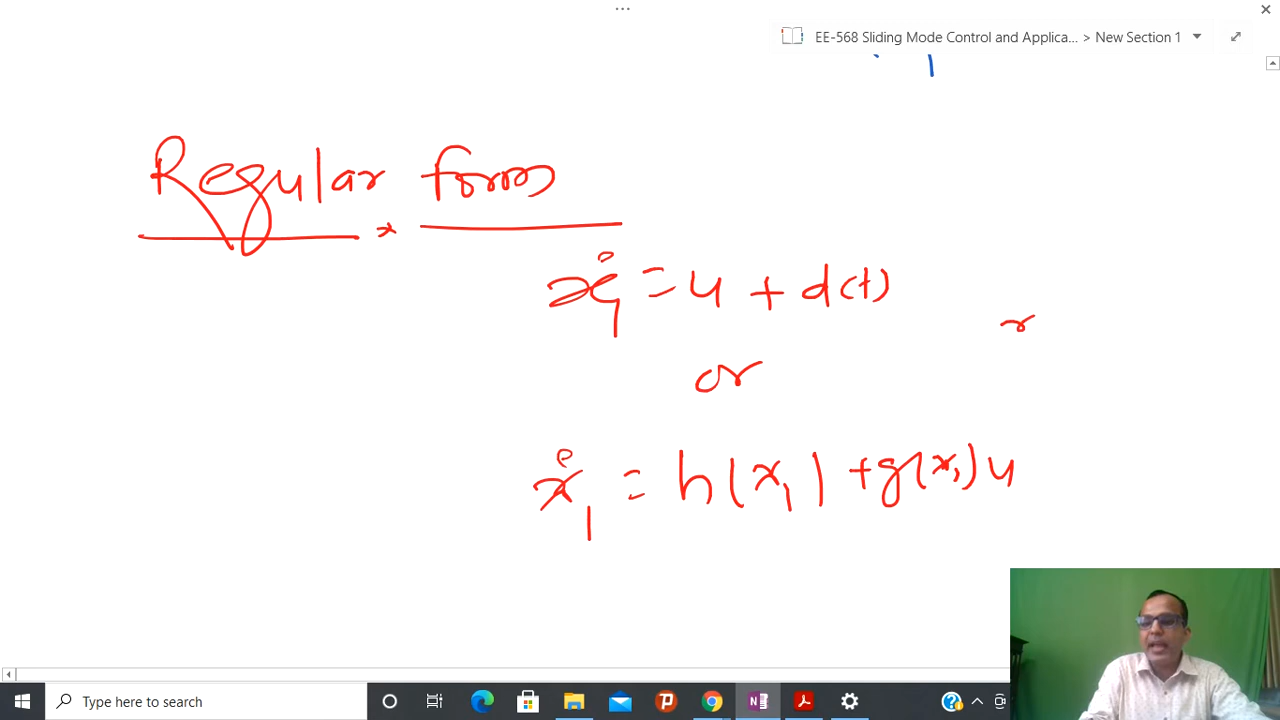 EE-568 Sliding Mode Control and Applica... > New Section 1
Regular form
ẋ₁ = u + d(t)
or
ẋ₁ = h(x₁) + g(x₁) u
Type here to search